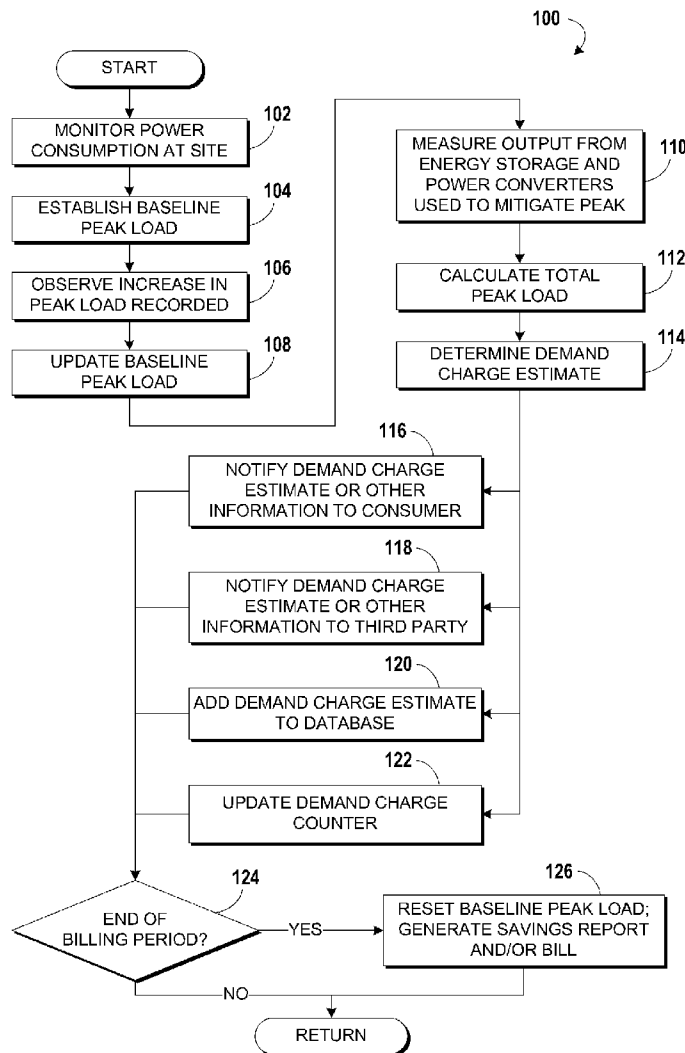 100
START
102
MONITOR POWER
CONSUMPTION AT SITE
104
ESTABLISH BASELINE
PEAK LOAD
106
OBSERVE INCREASE IN
PEAK LOAD RECORDED
108
UPDATE BASELINE
PEAK LOAD
110
MEASURE OUTPUT FROM
ENERGY STORAGE AND
POWER CONVERTERS
USED TO MITIGATE PEAK
112
CALCULATE TOTAL
PEAK LOAD
114
DETERMINE DEMAND
CHARGE ESTIMATE
116
NOTIFY DEMAND CHARGE
ESTIMATE OR OTHER
INFORMATION TO CONSUMER
118
NOTIFY DEMAND CHARGE
ESTIMATE OR OTHER
INFORMATION TO THIRD PARTY
120
ADD DEMAND CHARGE ESTIMATE
TO DATABASE
122
UPDATE DEMAND CHARGE
COUNTER
124
END OF
BILLING PERIOD?
YES
126
RESET BASELINE PEAK LOAD;
GENERATE SAVINGS REPORT
AND/OR BILL
NO
RETURN